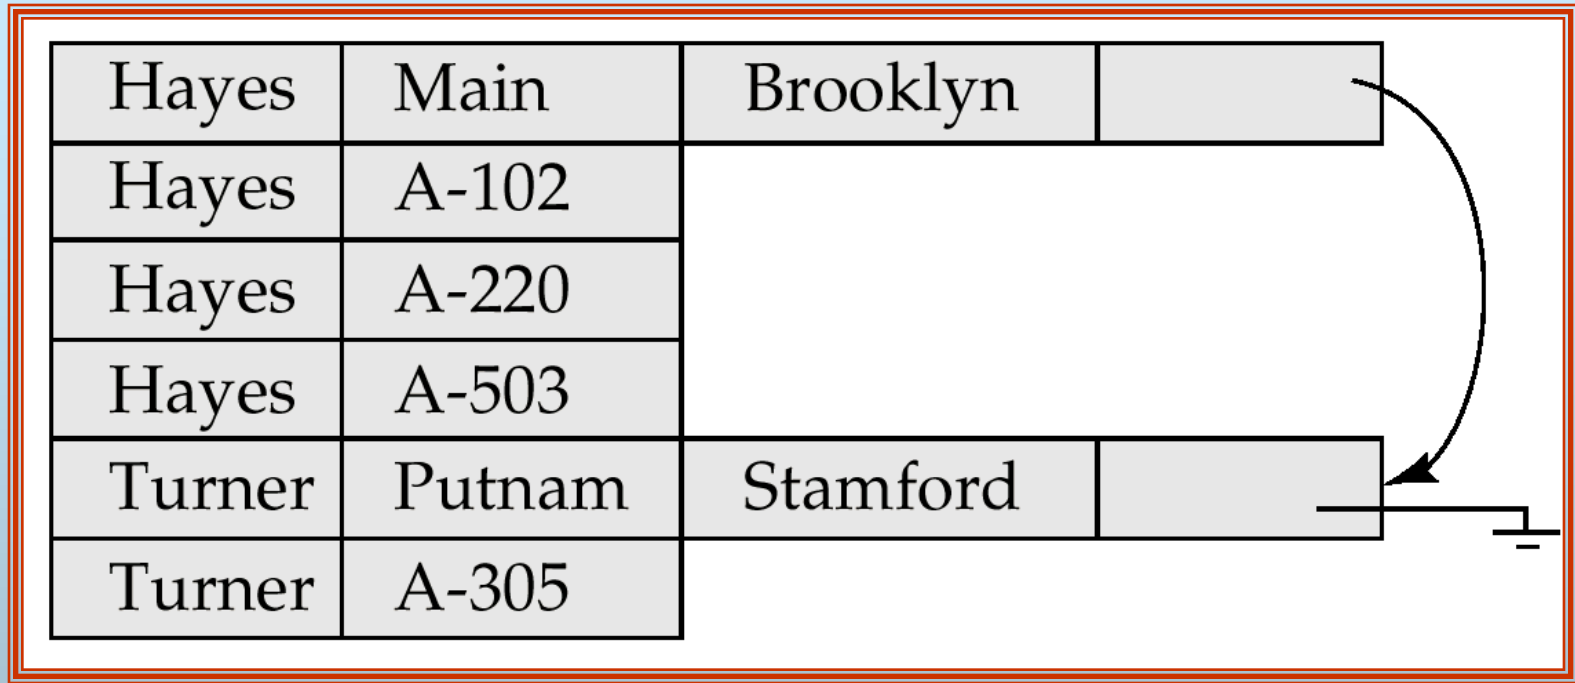 Hayes Main Brooklyn
Hayes A-102
Hayes A-220
Hayes A-503
Turner Putnam Stamford
Turner A-305